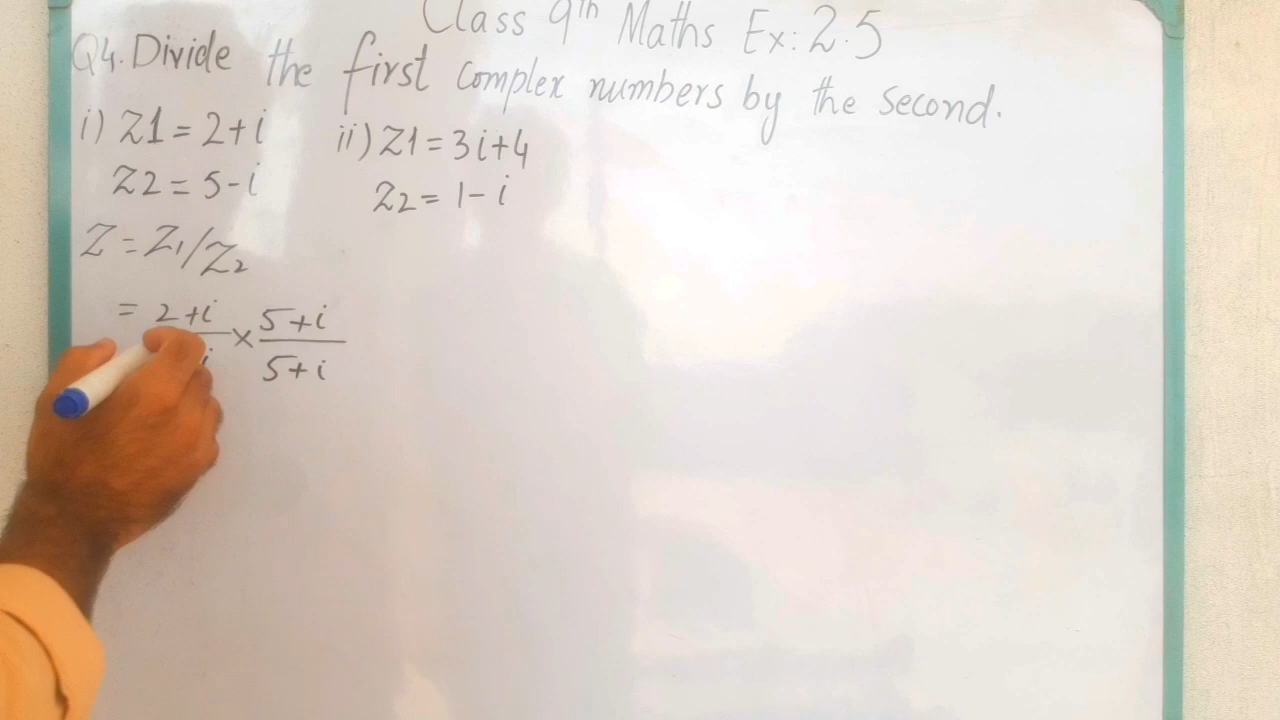 Class 9th Maths Ex: 2.5
Q4. Divide the first complex numbers by the second.
i) Z1 = 2+i
Z2 = 5-i
ii) Z1 = 3i+4
Z2 = 1-i
Z = Z1/Z2
= 2+i
i
× 5+i
5+i